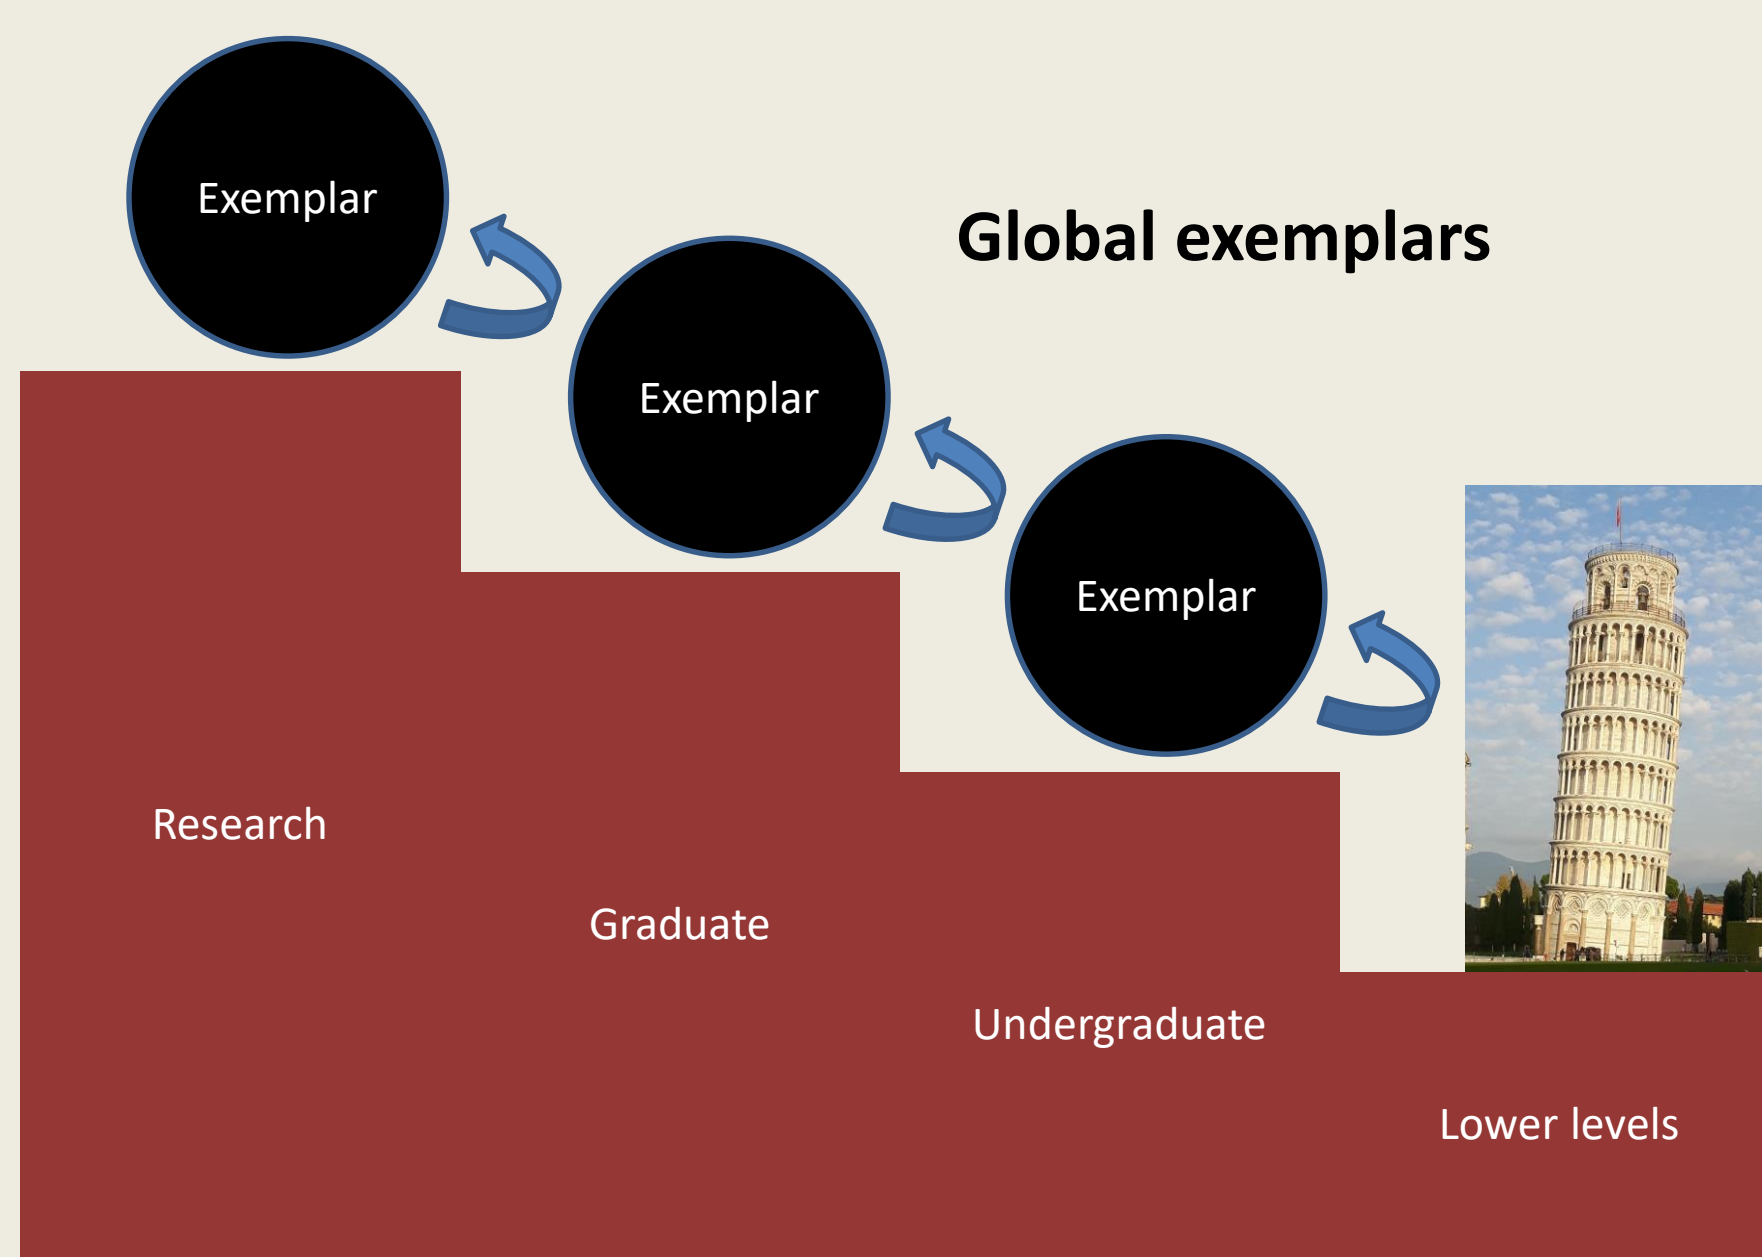 Exemplar
Global exemplars
Exemplar
Exemplar
Research
Graduate
Undergraduate
Lower levels